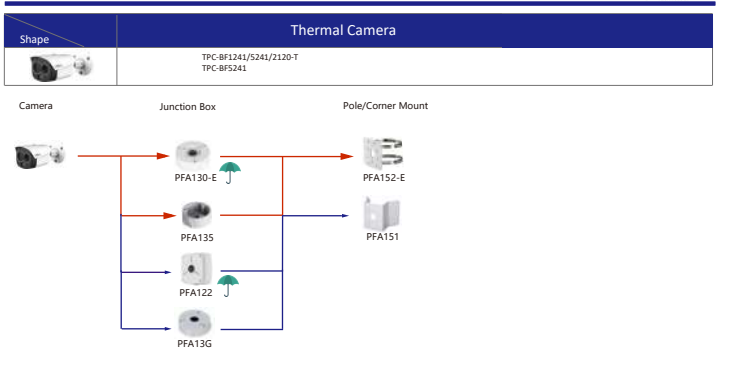 Shape
Thermal Camera
TPC-BF1241/5241/2120-T
TPC-BF5241
Camera
Junction Box
Pole/Corner Mount
PFA130-E
PFA152-E
PFA135
PFA151
PFA122
PFA13G